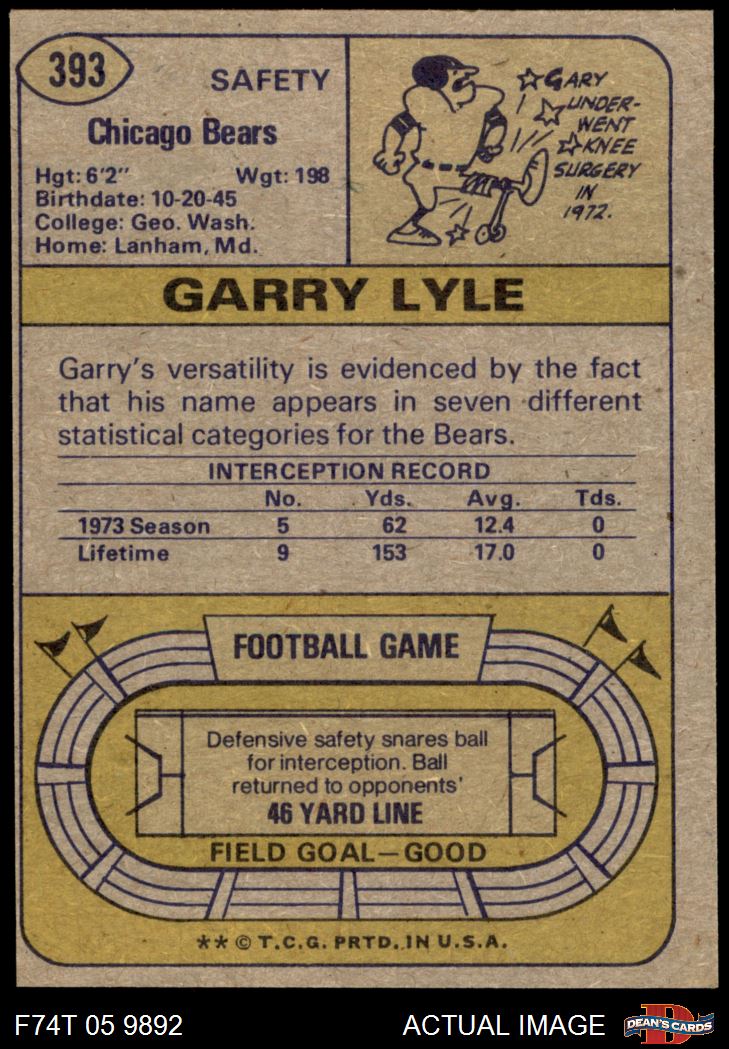 393
SAFETY
Chicago Bears
Hgt: 6'2" Wgt: 198
Birthdate: 10-20-45
College: Geo. Wash.
Home: Lanham, Md.
GARY
UNDER-
WENT
KNEE
SURGERY
IN
1972.
GARRY LYLE
Garry's versatility is evidenced by the fact
that his name appears in seven different
statistical categories for the Bears.
INTERCEPTION RECORD
No. Yds. Avg. Tds.
1973 Season 5 62 12.4 0
Lifetime 9 153 17.0 0
FOOTBALL GAME
Defensive safety snares ball
for interception. Ball
returned to opponents'
46 YARD LINE
FIELD GOAL—GOOD
** © T.C.G. PRTD. IN U.S.A.
F74T 05 9892 ACTUAL IMAGE
D
DEAN'S CARDS